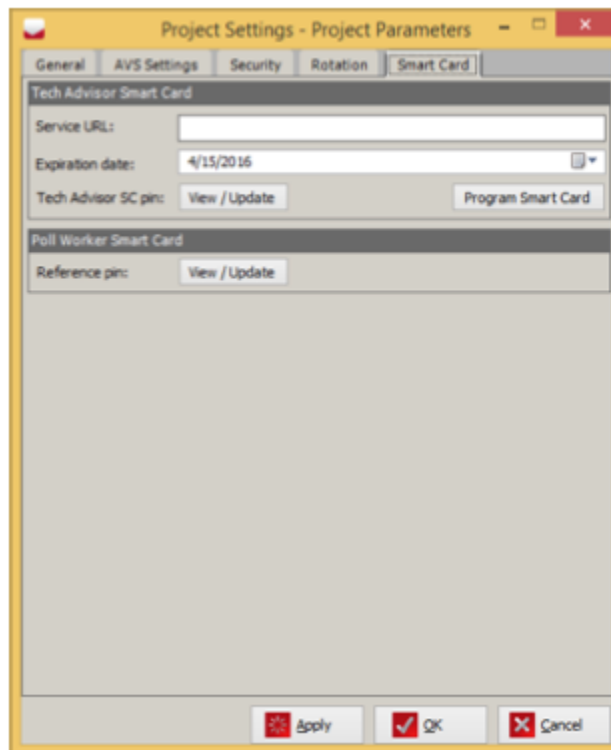 Project Settings - Project Parameters
General AVS Settings Security Rotation Smart Card
Tech Advisor Smart Card
Service URL:
Expiration date: 4/15/2016
Tech Advisor SC pin: View / Update Program Smart Card
Poll Worker Smart Card
Reference pin: View / Update
Apply OK Cancel